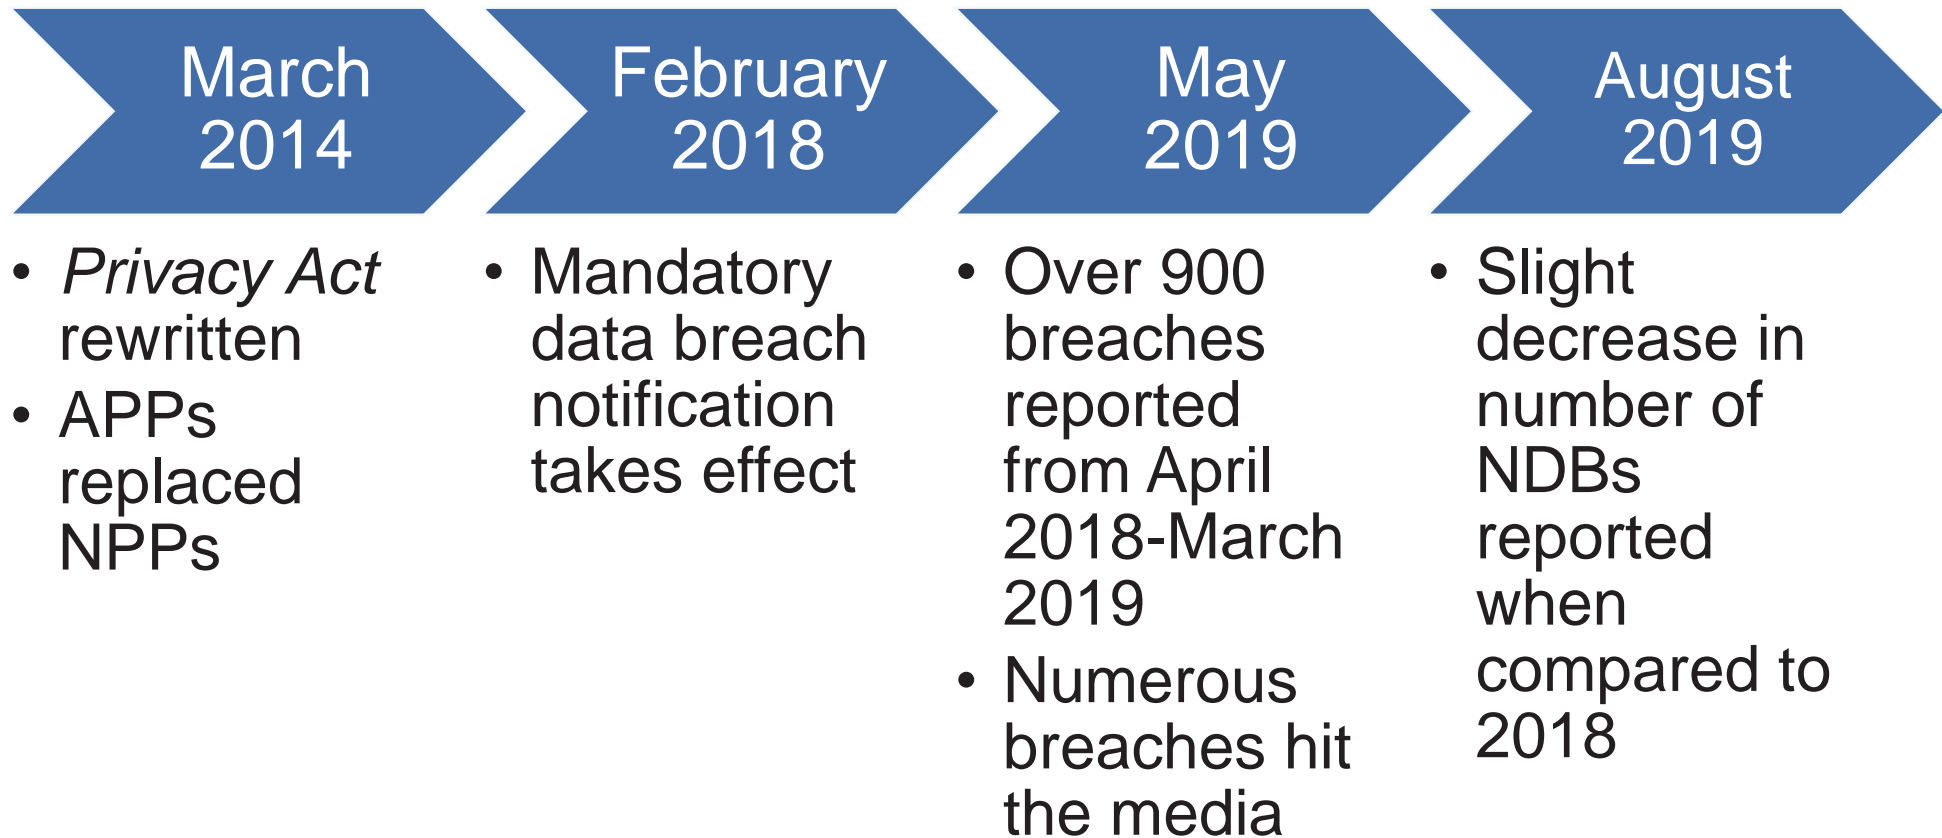 March
2014
• Privacy Act
rewritten
• APPs
replaced
NPPs
February
2018
• Mandatory
data breach
notification
takes effect
May
2019
• Over 900
breaches
reported
from April
2018-March
2019
• Numerous
breaches hit
the media
August
2019
• Slight
decrease in
number of
NDBs
reported
when
compared to
2018